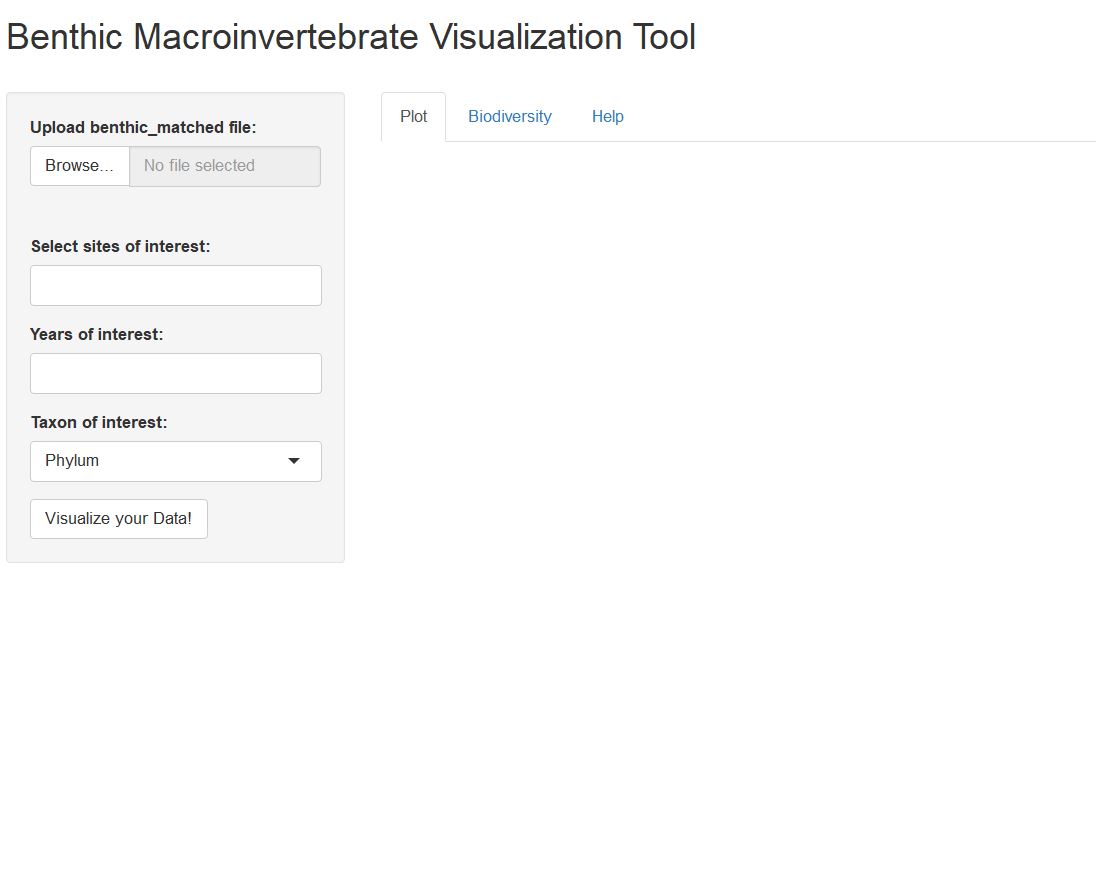 Benthic Macroinvertebrate Visualization Tool
Upload benthic_matched file:
Browse... No file selected
Select sites of interest:
Years of interest:
Taxon of interest:
Phylum
Visualize your Data!
Plot Biodiversity Help